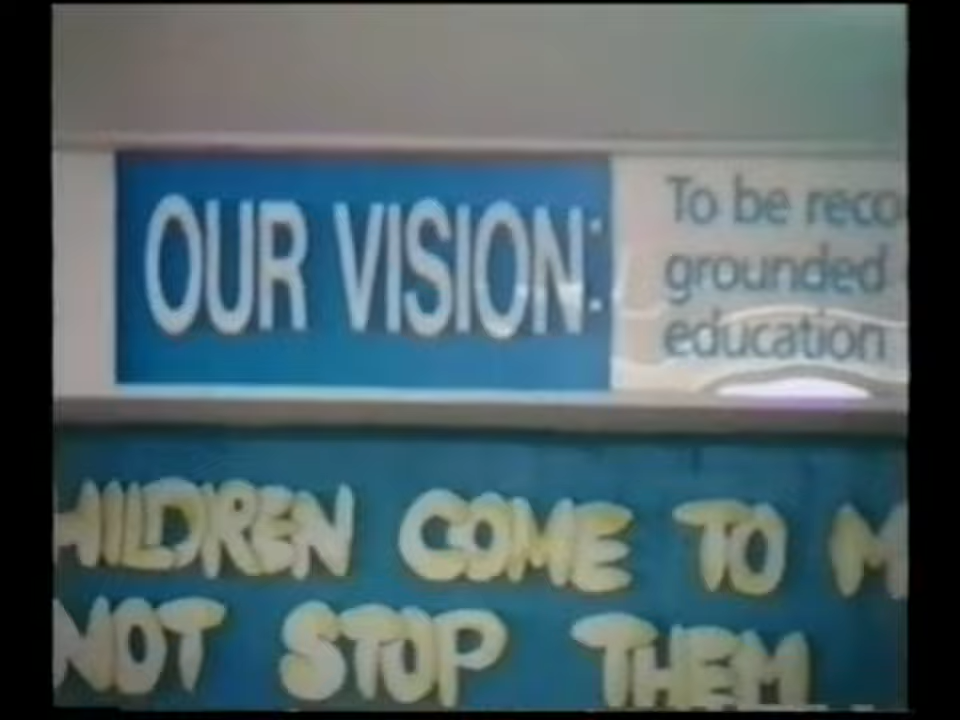 OUR VISION:
To be reco
grounded
education
HILDREN COME TO M
NOT STOP THEM